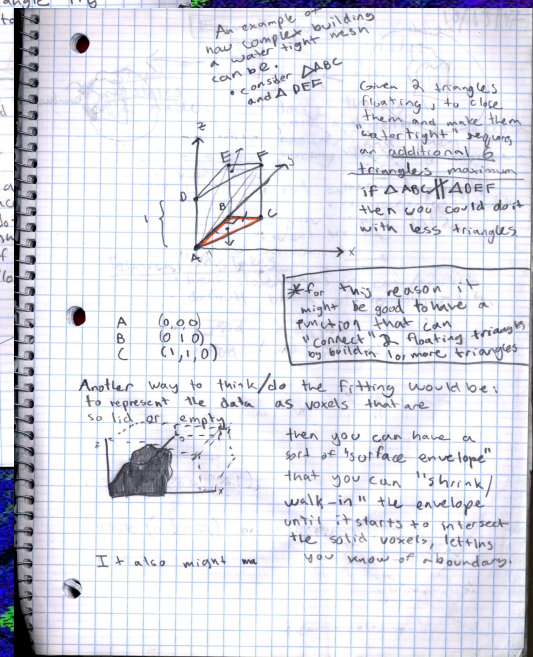 An example of
how complex building
a water tight mesh
can be.
• consider △ABC
and △ DEF
Given 2 triangles
floating, to close
them and make them
"watertight" requires
an additional 6
triangles maximum
if △ABC ∦ △DEF
then you could do it
with less triangles
z
E
F
y
D
B
C
1
A
x
A (0,0,0)
B (0 1 0)
C (1,1,0)
*for this reason it
might be good to have a
function that can
"connect" 2 floating triangles
by buildin 1 or more triangles
Another way to think/do the fitting would be:
to represent the data as voxels that are
so lid or empty
z
x
then you can have a
sort of "surface envelope"
that you can "shrink/
walk-in" the envelope
until it starts to intersect
the solid voxels, letting
you know of a boundary.
It also might ma